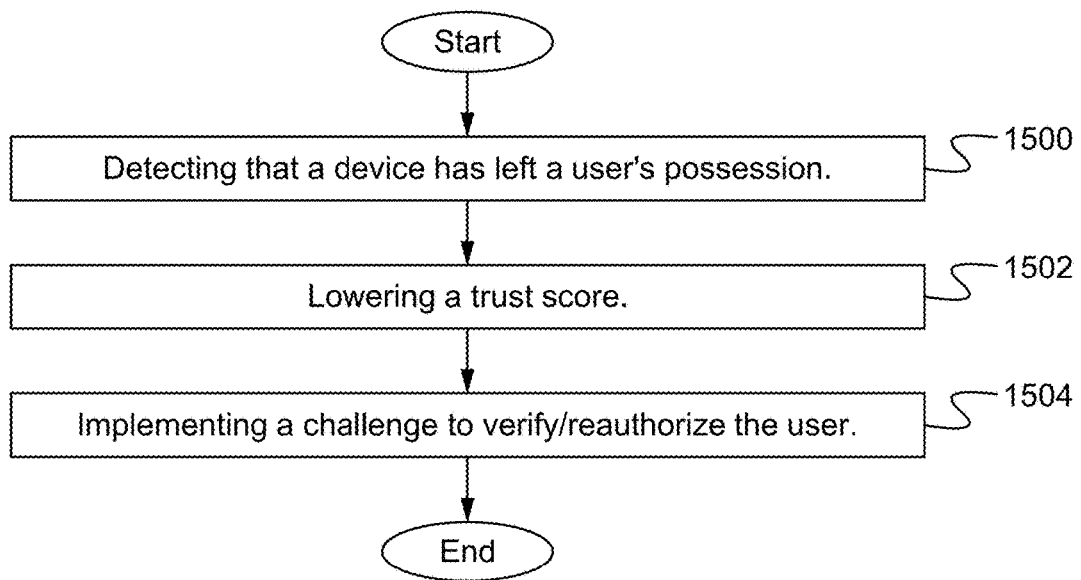 Start
Detecting that a device has left a user's possession.
1500
Lowering a trust score.
1502
Implementing a challenge to verify/reauthorize the user.
1504
End